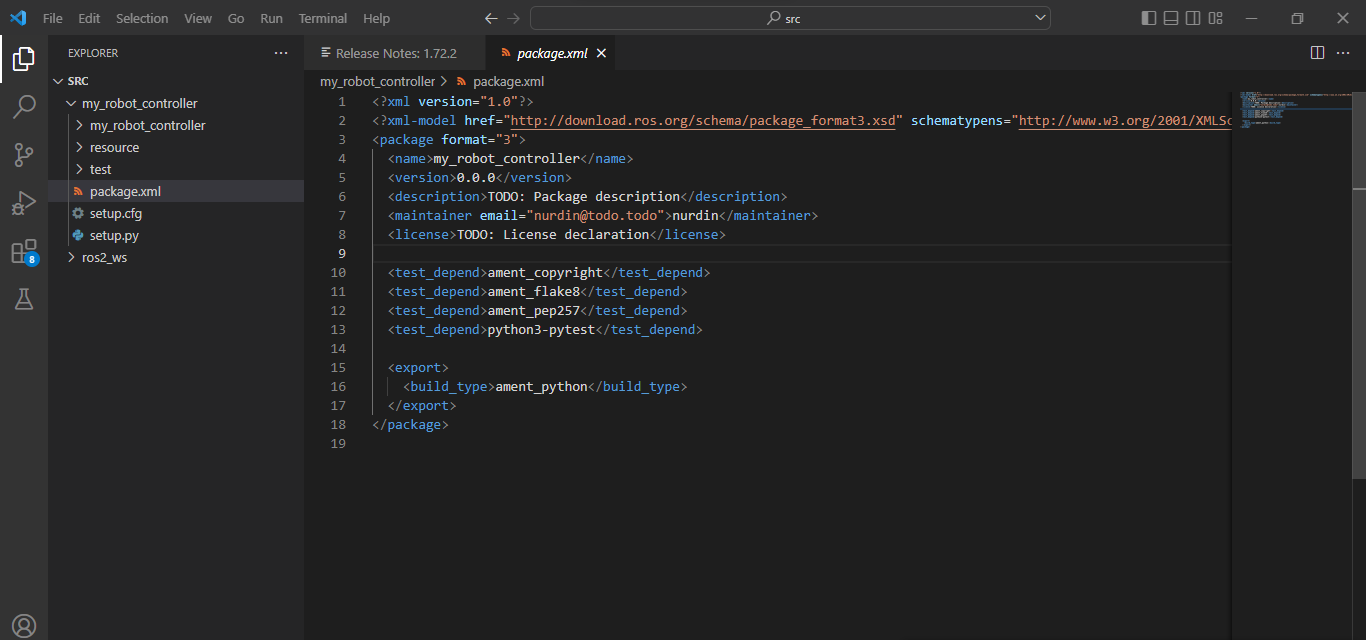 File Edit Selection View Go Run Terminal Help
src
EXPLORER
SRC
my_robot_controller
my_robot_controller
resource
test
package.xml
setup.cfg
setup.py
ros2_ws
8
Release Notes: 1.72.2
package.xml
my_robot_controller > package.xml
1 <?xml version="1.0"?>
2 <?xml-model href="http://download.ros.org/schema/package_format3.xsd" schematypens="http://www.w3.org/2001/XMLSc
3 <package format="3">
4 <name>my_robot_controller</name>
5 <version>0.0.0</version>
6 <description>TODO: Package description</description>
7 <maintainer email="nurdin@todo.todo">nurdin</maintainer>
8 <license>TODO: License declaration</license>
9
10 <test_depend>ament_copyright</test_depend>
11 <test_depend>ament_flake8</test_depend>
12 <test_depend>ament_pep257</test_depend>
13 <test_depend>python3-pytest</test_depend>
14
15 <export>
16 <build_type>ament_python</build_type>
17 </export>
18 </package>
19